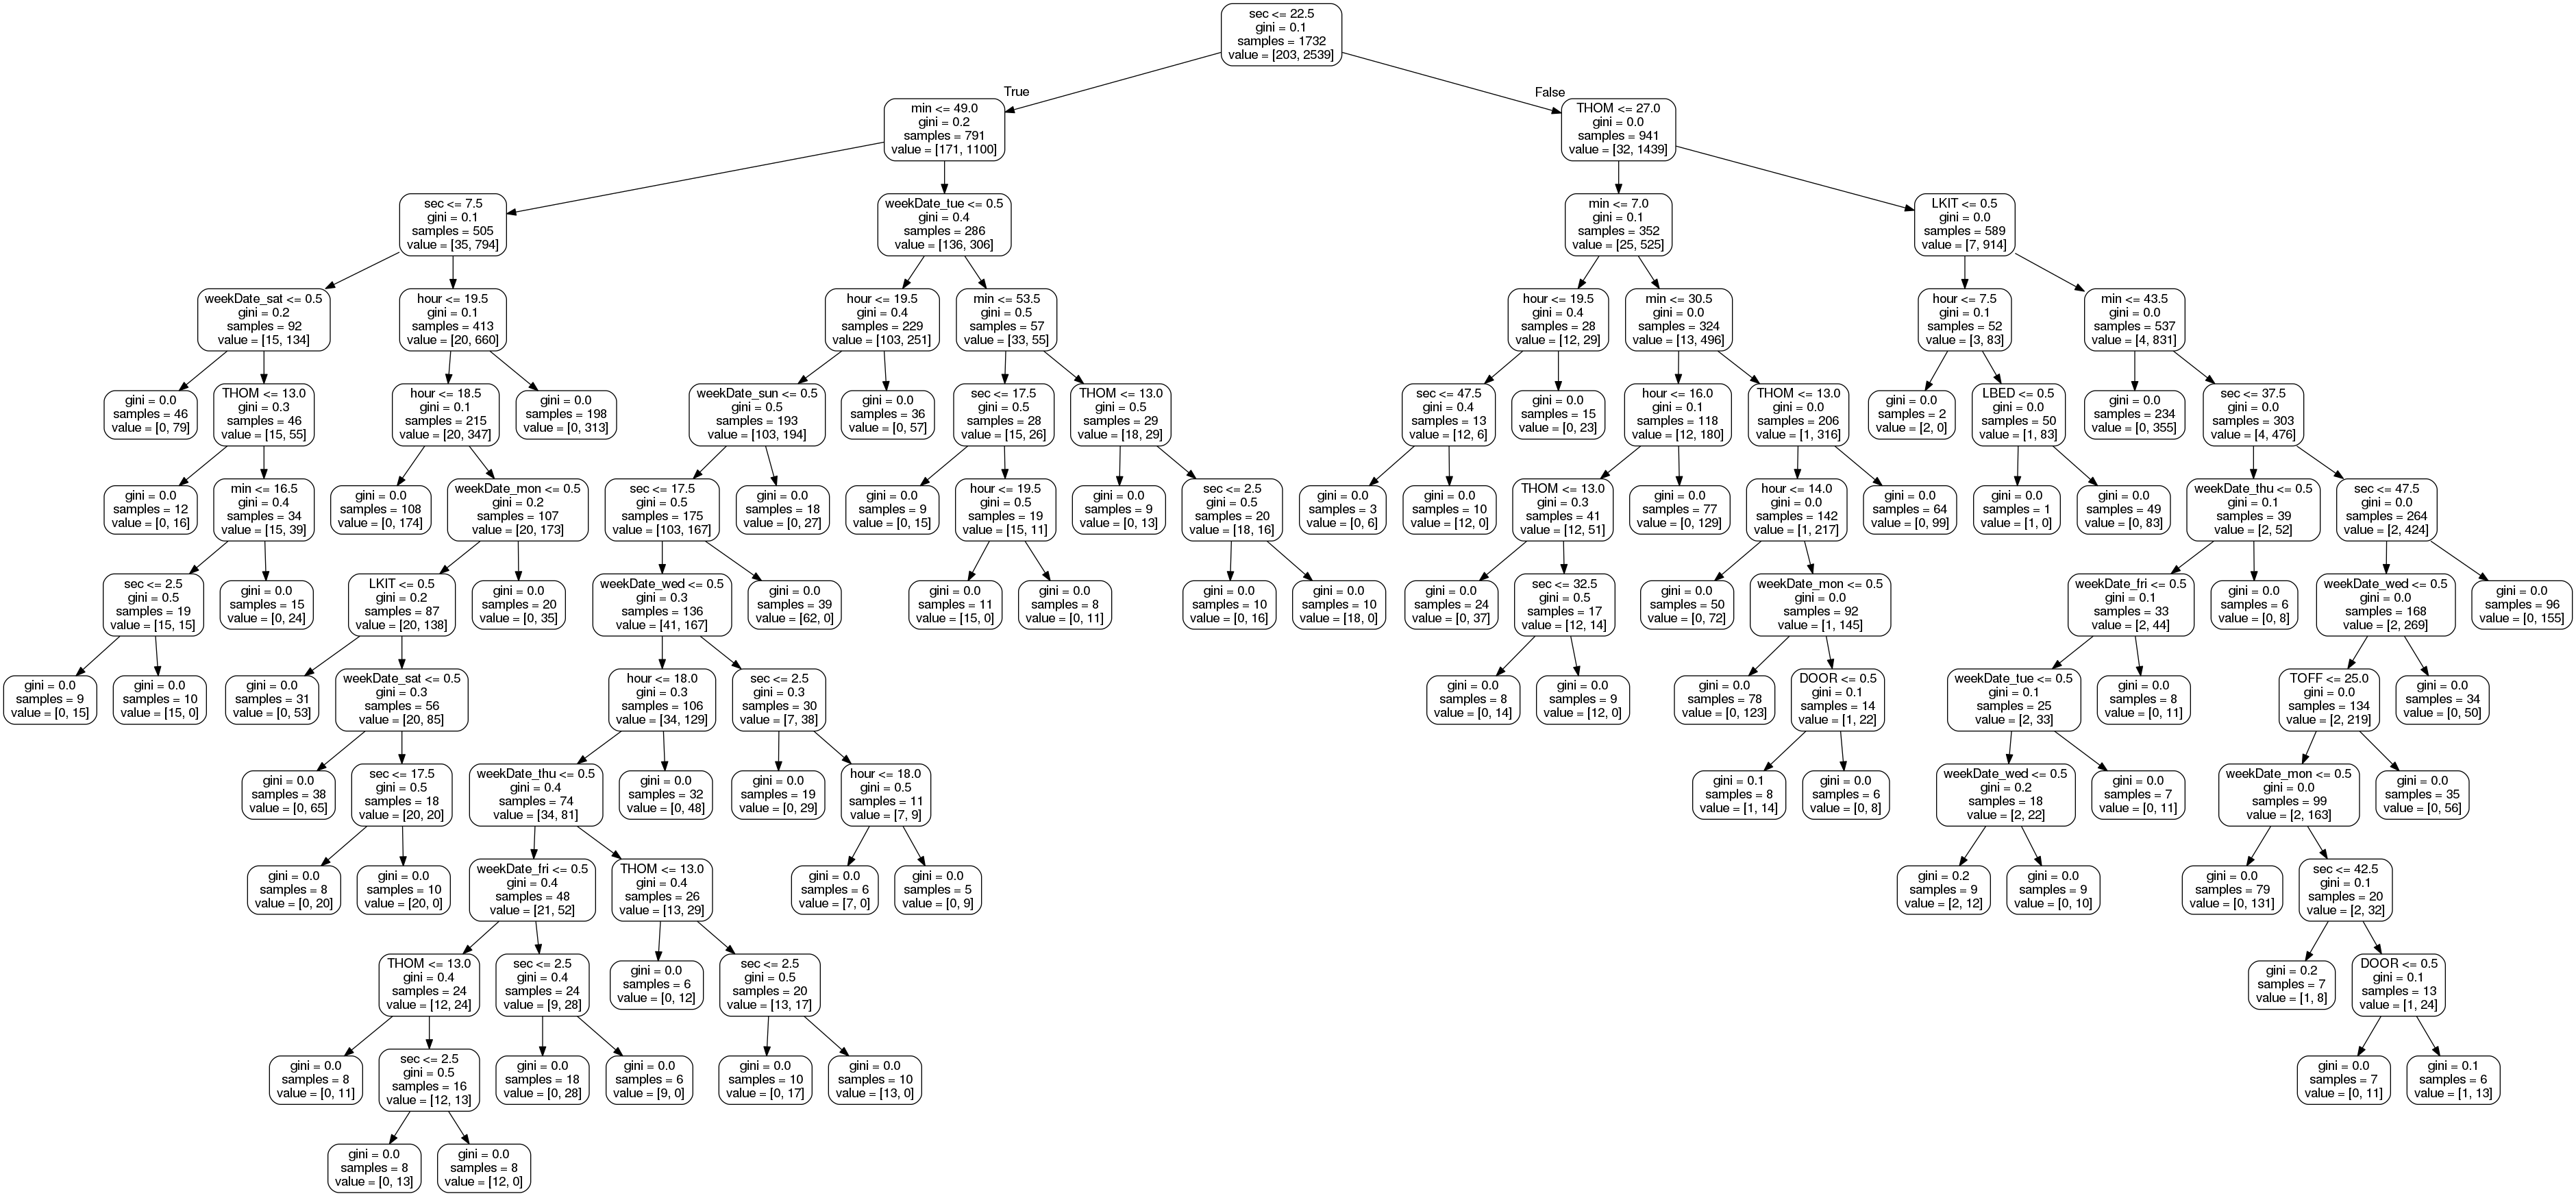 sec <= 22.5
gini = 0.1
samples = 1732
value = [203, 2539]
True
False
min <= 49.0
gini = 0.2
samples = 791
value = [171, 1100]
THOM <= 27.0
gini = 0.0
samples = 941
value = [32, 1439]
sec <= 7.5
gini = 0.1
samples = 505
value = [35, 794]
weekDate_tue <= 0.5
gini = 0.4
samples = 286
value = [136, 306]
min <= 7.0
gini = 0.1
samples = 352
value = [25, 525]
LKIT <= 0.5
gini = 0.0
samples = 589
value = [7, 914]
weekDate_sat <= 0.5
gini = 0.2
samples = 92
value = [15, 134]
hour <= 19.5
gini = 0.1
samples = 413
value = [20, 660]
hour <= 19.5
gini = 0.4
samples = 229
value = [103, 251]
min <= 53.5
gini = 0.5
samples = 57
value = [33, 55]
hour <= 19.5
gini = 0.4
samples = 28
value = [12, 29]
min <= 30.5
gini = 0.0
samples = 324
value = [13, 496]
hour <= 7.5
gini = 0.1
samples = 52
value = [3, 83]
min <= 43.5
gini = 0.0
samples = 537
value = [4, 831]
gini = 0.0
samples = 46
value = [0, 79]
THOM <= 13.0
gini = 0.3
samples = 46
value = [15, 55]
hour <= 18.5
gini = 0.1
samples = 215
value = [20, 347]
gini = 0.0
samples = 198
value = [0, 313]
weekDate_sun <= 0.5
gini = 0.5
samples = 193
value = [103, 194]
gini = 0.0
samples = 36
value = [0, 57]
sec <= 17.5
gini = 0.5
samples = 28
value = [15, 26]
THOM <= 13.0
gini = 0.5
samples = 29
value = [18, 29]
sec <= 47.5
gini = 0.4
samples = 13
value = [12, 6]
gini = 0.0
samples = 15
value = [0, 23]
hour <= 16.0
gini = 0.1
samples = 118
value = [12, 180]
THOM <= 13.0
gini = 0.0
samples = 206
value = [1, 316]
gini = 0.0
samples = 2
value = [2, 0]
LBED <= 0.5
gini = 0.0
samples = 50
value = [1, 83]
gini = 0.0
samples = 234
value = [0, 355]
sec <= 37.5
gini = 0.0
samples = 303
value = [4, 476]
gini = 0.0
samples = 12
value = [0, 16]
min <= 16.5
gini = 0.4
samples = 34
value = [15, 39]
gini = 0.0
samples = 108
value = [0, 174]
weekDate_mon <= 0.5
gini = 0.2
samples = 107
value = [20, 173]
sec <= 17.5
gini = 0.5
samples = 175
value = [103, 167]
gini = 0.0
samples = 18
value = [0, 27]
gini = 0.0
samples = 9
value = [0, 15]
hour <= 19.5
gini = 0.5
samples = 19
value = [15, 11]
gini = 0.0
samples = 9
value = [0, 13]
sec <= 2.5
gini = 0.5
samples = 20
value = [18, 16]
gini = 0.0
samples = 3
value = [0, 6]
gini = 0.0
samples = 10
value = [12, 0]
THOM <= 13.0
gini = 0.3
samples = 41
value = [12, 51]
gini = 0.0
samples = 77
value = [0, 129]
hour <= 14.0
gini = 0.0
samples = 142
value = [1, 217]
gini = 0.0
samples = 64
value = [0, 99]
gini = 0.0
samples = 1
value = [1, 0]
gini = 0.0
samples = 49
value = [0, 83]
weekDate_thu <= 0.5
gini = 0.1
samples = 39
value = [2, 52]
sec <= 47.5
gini = 0.0
samples = 264
value = [2, 424]
sec <= 2.5
gini = 0.5
samples = 19
value = [15, 15]
gini = 0.0
samples = 15
value = [0, 24]
LKIT <= 0.5
gini = 0.2
samples = 87
value = [20, 138]
gini = 0.0
samples = 20
value = [0, 35]
weekDate_wed <= 0.5
gini = 0.3
samples = 136
value = [41, 167]
gini = 0.0
samples = 39
value = [62, 0]
gini = 0.0
samples = 11
value = [15, 0]
gini = 0.0
samples = 8
value = [0, 11]
gini = 0.0
samples = 10
value = [0, 16]
gini = 0.0
samples = 10
value = [18, 0]
gini = 0.0
samples = 24
value = [0, 37]
sec <= 32.5
gini = 0.5
samples = 17
value = [12, 14]
gini = 0.0
samples = 50
value = [0, 72]
weekDate_mon <= 0.5
gini = 0.0
samples = 92
value = [1, 145]
weekDate_fri <= 0.5
gini = 0.1
samples = 33
value = [2, 44]
gini = 0.0
samples = 6
value = [0, 8]
weekDate_wed <= 0.5
gini = 0.0
samples = 168
value = [2, 269]
gini = 0.0
samples = 96
value = [0, 155]
gini = 0.0
samples = 9
value = [0, 15]
gini = 0.0
samples = 10
value = [15, 0]
gini = 0.0
samples = 31
value = [0, 53]
weekDate_sat <= 0.5
gini = 0.3
samples = 56
value = [20, 85]
hour <= 18.0
gini = 0.3
samples = 106
value = [34, 129]
sec <= 2.5
gini = 0.3
samples = 30
value = [7, 38]
gini = 0.0
samples = 8
value = [0, 14]
gini = 0.0
samples = 9
value = [12, 0]
gini = 0.0
samples = 78
value = [0, 123]
DOOR <= 0.5
gini = 0.1
samples = 14
value = [1, 22]
weekDate_tue <= 0.5
gini = 0.1
samples = 25
value = [2, 33]
gini = 0.0
samples = 8
value = [0, 11]
TOFF <= 25.0
gini = 0.0
samples = 134
value = [2, 219]
gini = 0.0
samples = 34
value = [0, 50]
gini = 0.0
samples = 38
value = [0, 65]
sec <= 17.5
gini = 0.5
samples = 18
value = [20, 20]
weekDate_thu <= 0.5
gini = 0.4
samples = 74
value = [34, 81]
gini = 0.0
samples = 32
value = [0, 48]
gini = 0.0
samples = 19
value = [0, 29]
hour <= 18.0
gini = 0.5
samples = 11
value = [7, 9]
gini = 0.1
samples = 8
value = [1, 14]
gini = 0.0
samples = 6
value = [0, 8]
weekDate_wed <= 0.5
gini = 0.2
samples = 18
value = [2, 22]
gini = 0.0
samples = 7
value = [0, 11]
weekDate_mon <= 0.5
gini = 0.0
samples = 99
value = [2, 163]
gini = 0.0
samples = 35
value = [0, 56]
gini = 0.0
samples = 8
value = [0, 20]
gini = 0.0
samples = 10
value = [20, 0]
weekDate_fri <= 0.5
gini = 0.4
samples = 48
value = [21, 52]
THOM <= 13.0
gini = 0.4
samples = 26
value = [13, 29]
gini = 0.0
samples = 6
value = [7, 0]
gini = 0.0
samples = 5
value = [0, 9]
gini = 0.2
samples = 9
value = [2, 12]
gini = 0.0
samples = 9
value = [0, 10]
gini = 0.0
samples = 79
value = [0, 131]
sec <= 42.5
gini = 0.1
samples = 20
value = [2, 32]
THOM <= 13.0
gini = 0.4
samples = 24
value = [12, 24]
sec <= 2.5
gini = 0.4
samples = 24
value = [9, 28]
gini = 0.0
samples = 6
value = [0, 12]
sec <= 2.5
gini = 0.5
samples = 20
value = [13, 17]
gini = 0.2
samples = 7
value = [1, 8]
DOOR <= 0.5
gini = 0.1
samples = 13
value = [1, 24]
gini = 0.0
samples = 8
value = [0, 11]
sec <= 2.5
gini = 0.5
samples = 16
value = [12, 13]
gini = 0.0
samples = 18
value = [0, 28]
gini = 0.0
samples = 6
value = [9, 0]
gini = 0.0
samples = 10
value = [0, 17]
gini = 0.0
samples = 10
value = [13, 0]
gini = 0.0
samples = 7
value = [0, 11]
gini = 0.1
samples = 6
value = [1, 13]
gini = 0.0
samples = 8
value = [0, 13]
gini = 0.0
samples = 8
value = [12, 0]